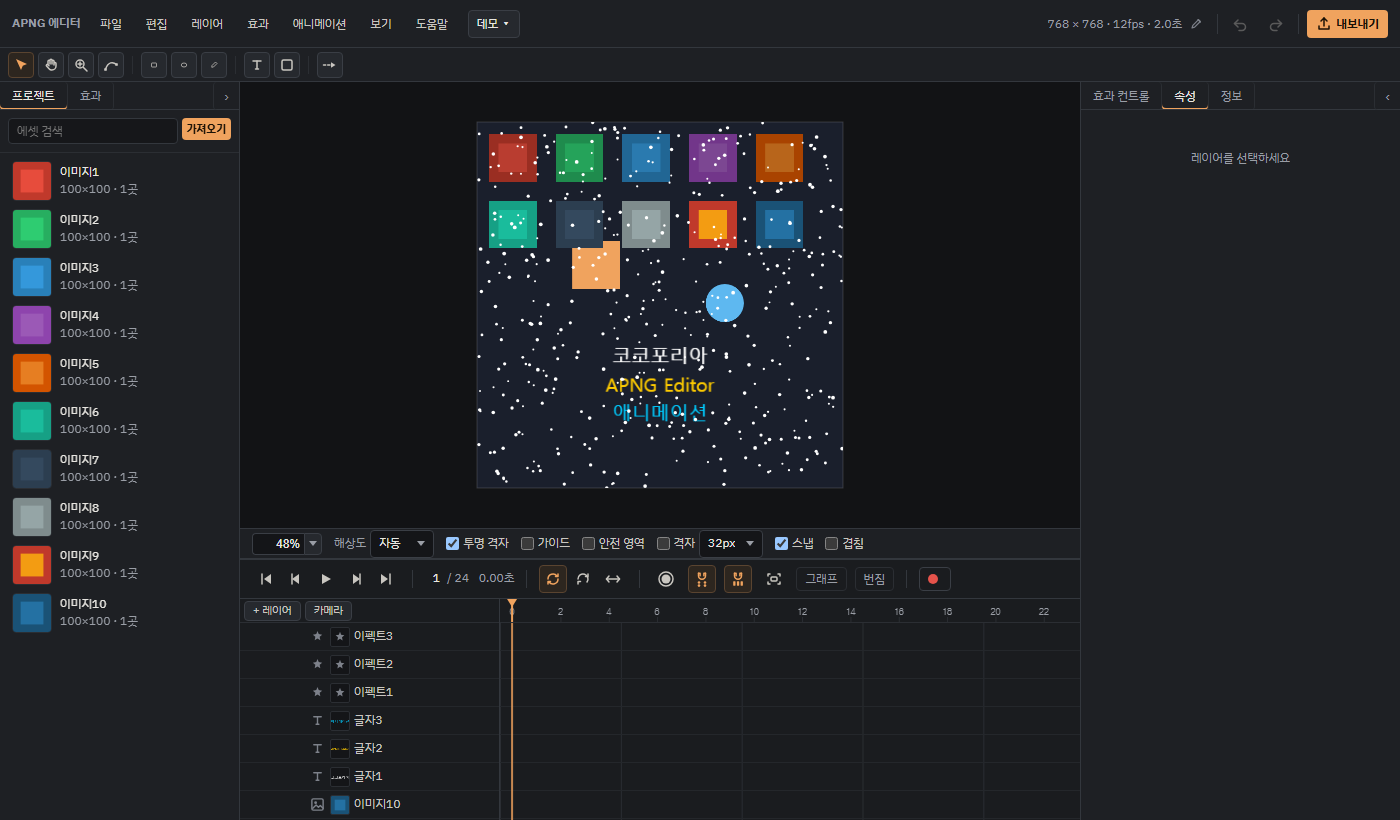 APNG 에디터 파일 편집 레이어 효과 애니메이션 보기 도움말 데모 768 × 768 · 12fps · 2.0초 내보내기
프로젝트 효과 효과 컨트롤 속성 정보
에셋 검색 가져오기
레이어를 선택하세요
이미지1
100×100 · 1곳
이미지2
100×100 · 1곳
이미지3
100×100 · 1곳
이미지4
100×100 · 1곳
이미지5
100×100 · 1곳
이미지6
100×100 · 1곳
이미지7
100×100 · 1곳
이미지8
100×100 · 1곳
이미지9
100×100 · 1곳
이미지10
100×100 · 1곳
코코포리아
APNG Editor
애니메이션
48% 해상도 자동 투명 격자 가이드 안전 영역 격자 32px 스냅 겹침
1 / 24 0.00초 그래프 번짐
+ 레이어 카메라 0 2 4 6 8 10 12 14 16 18 20 22
이펙트3
이펙트2
이펙트1
글자3
글자2
글자1
이미지10